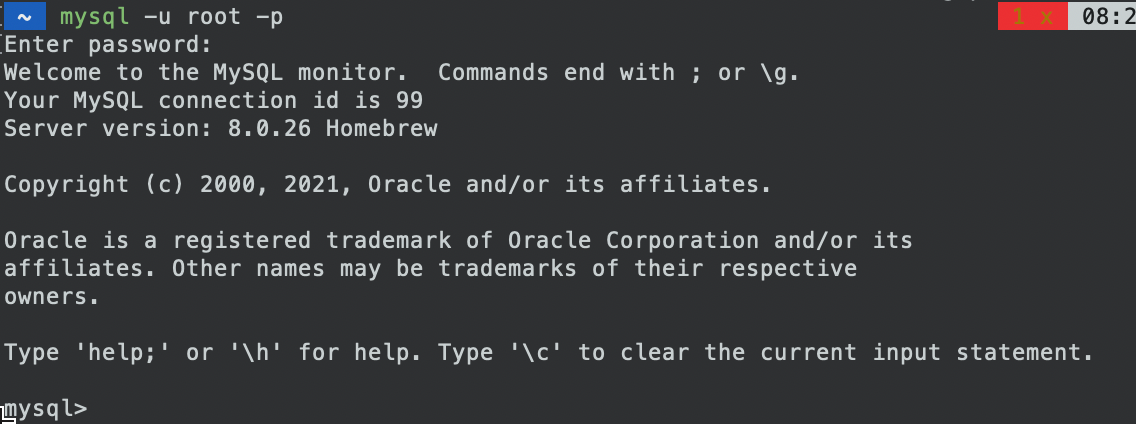 ~ mysql -u root -p 1 x 08:2
Enter password:
Welcome to the MySQL monitor.  Commands end with ; or \g.
Your MySQL connection id is 99
Server version: 8.0.26 Homebrew
Copyright (c) 2000, 2021, Oracle and/or its affiliates.
Oracle is a registered trademark of Oracle Corporation and/or its
affiliates. Other names may be trademarks of their respective
owners.
Type 'help;' or '\h' for help. Type '\c' to clear the current input statement.
mysql>